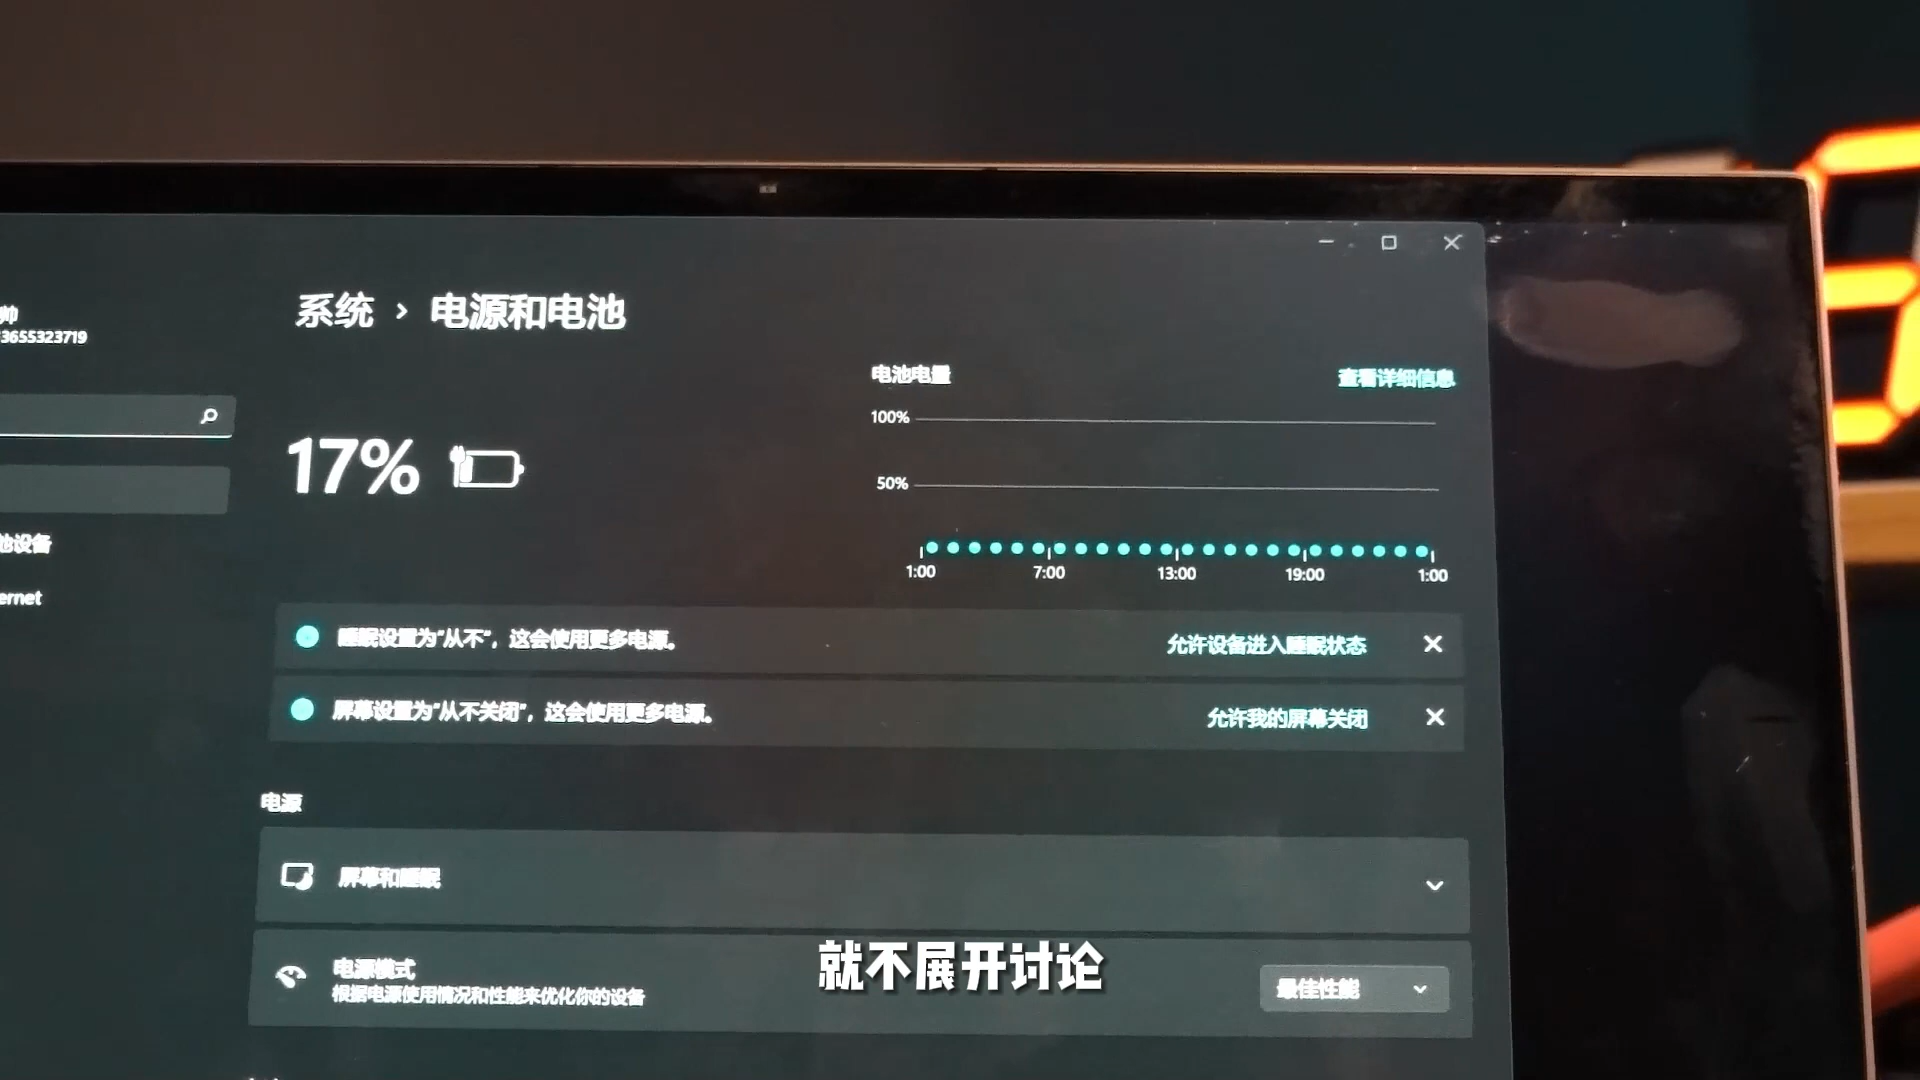 帅
3655323719
系统 › 电源和电池
电池电量
查看详细信息
100%
17%
50%
1:00
7:00
13:00
19:00
1:00
他设备
ernet
睡眠设置为“从不”，这会使用更多电源。
允许设备进入睡眠状态
屏幕设置为“从不关闭”，这会使用更多电源。
允许我的屏幕关闭
电源
屏幕和睡眠
电源模式
根据电源使用情况和性能来优化你的设备
最佳性能
就不展开讨论